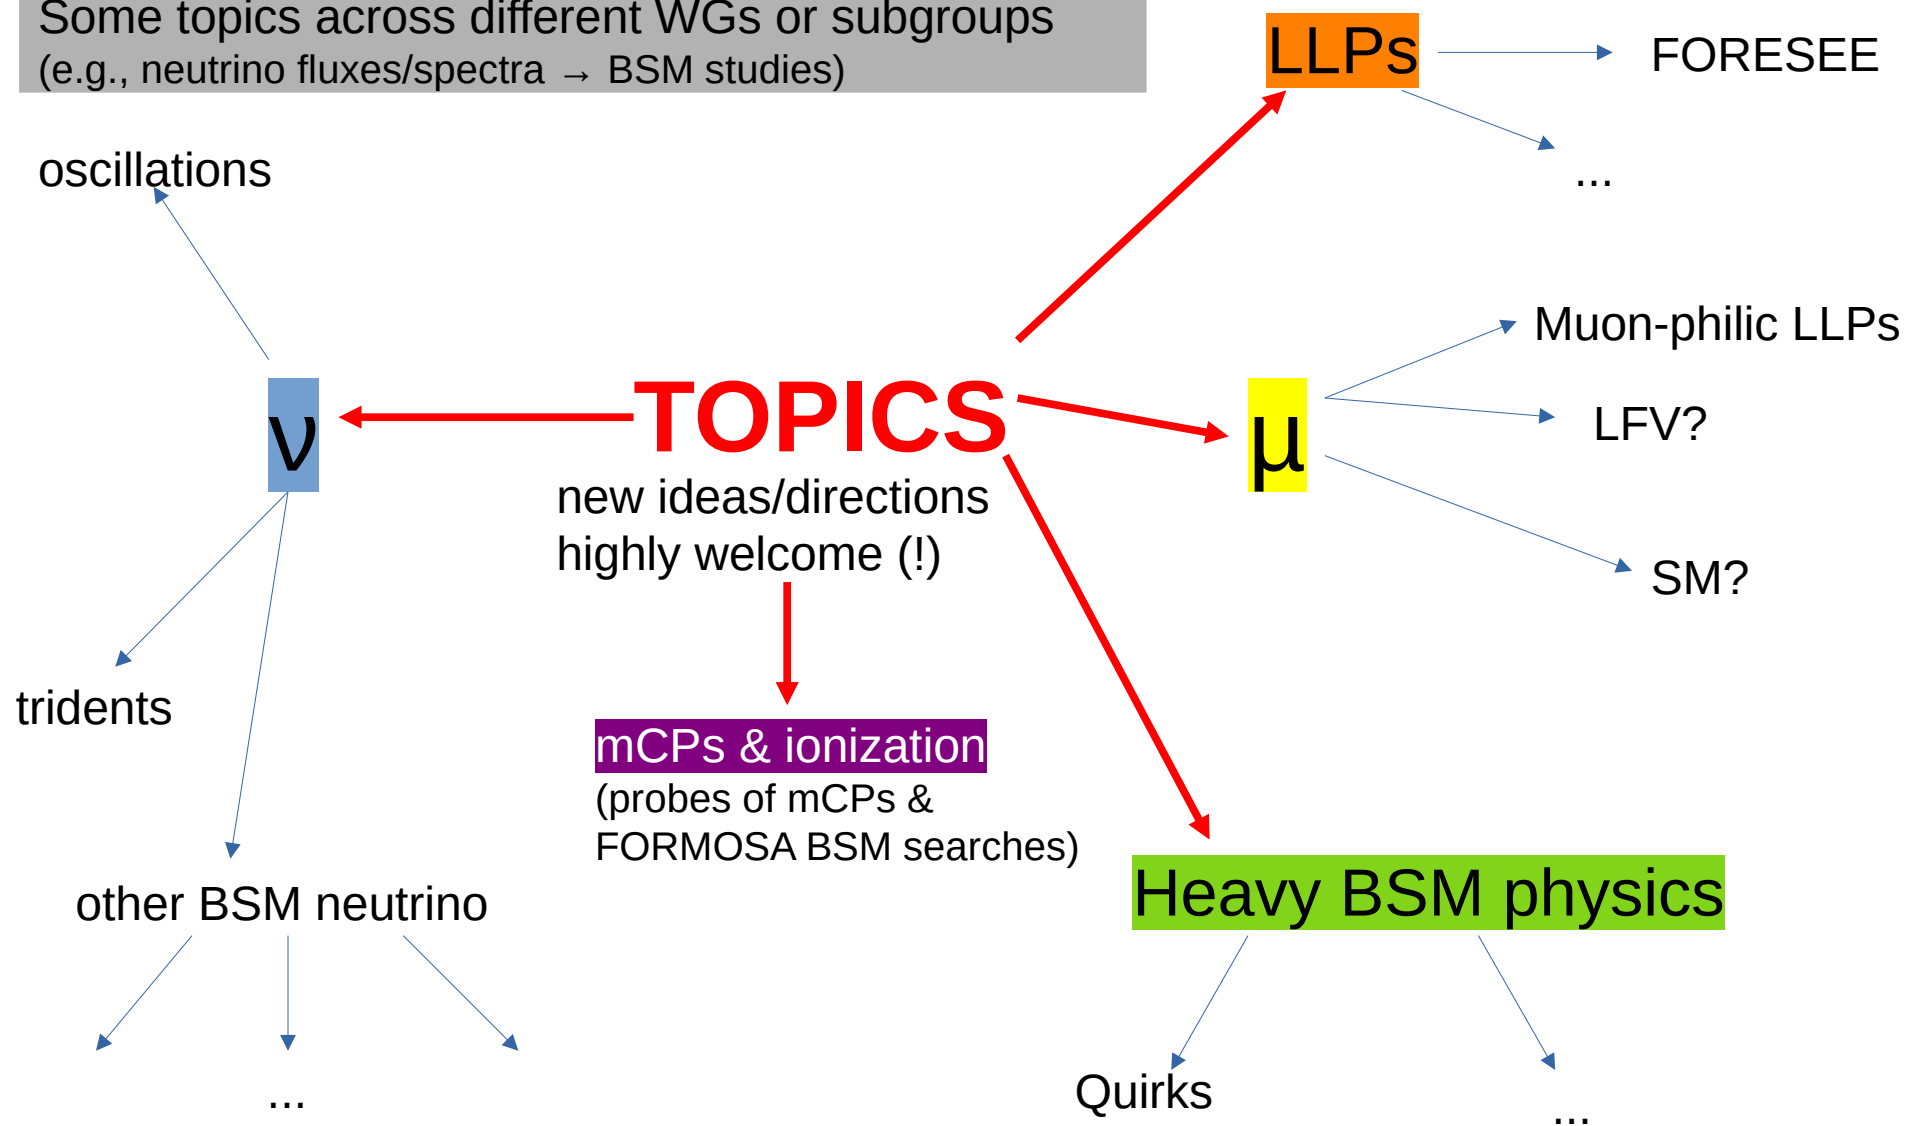 Some topics across different WGs or subgroups
(e.g., neutrino fluxes/spectra → BSM studies)
LLPs
FORESEE
...
oscillations
Muon-philic LLPs
LFV?
SM?
ν
TOPICS
μ
new ideas/directions
highly welcome (!)
tridents
mCPs & ionization
(probes of mCPs &
FORMOSA BSM searches)
other BSM neutrino
...
Heavy BSM physics
Quirks
...